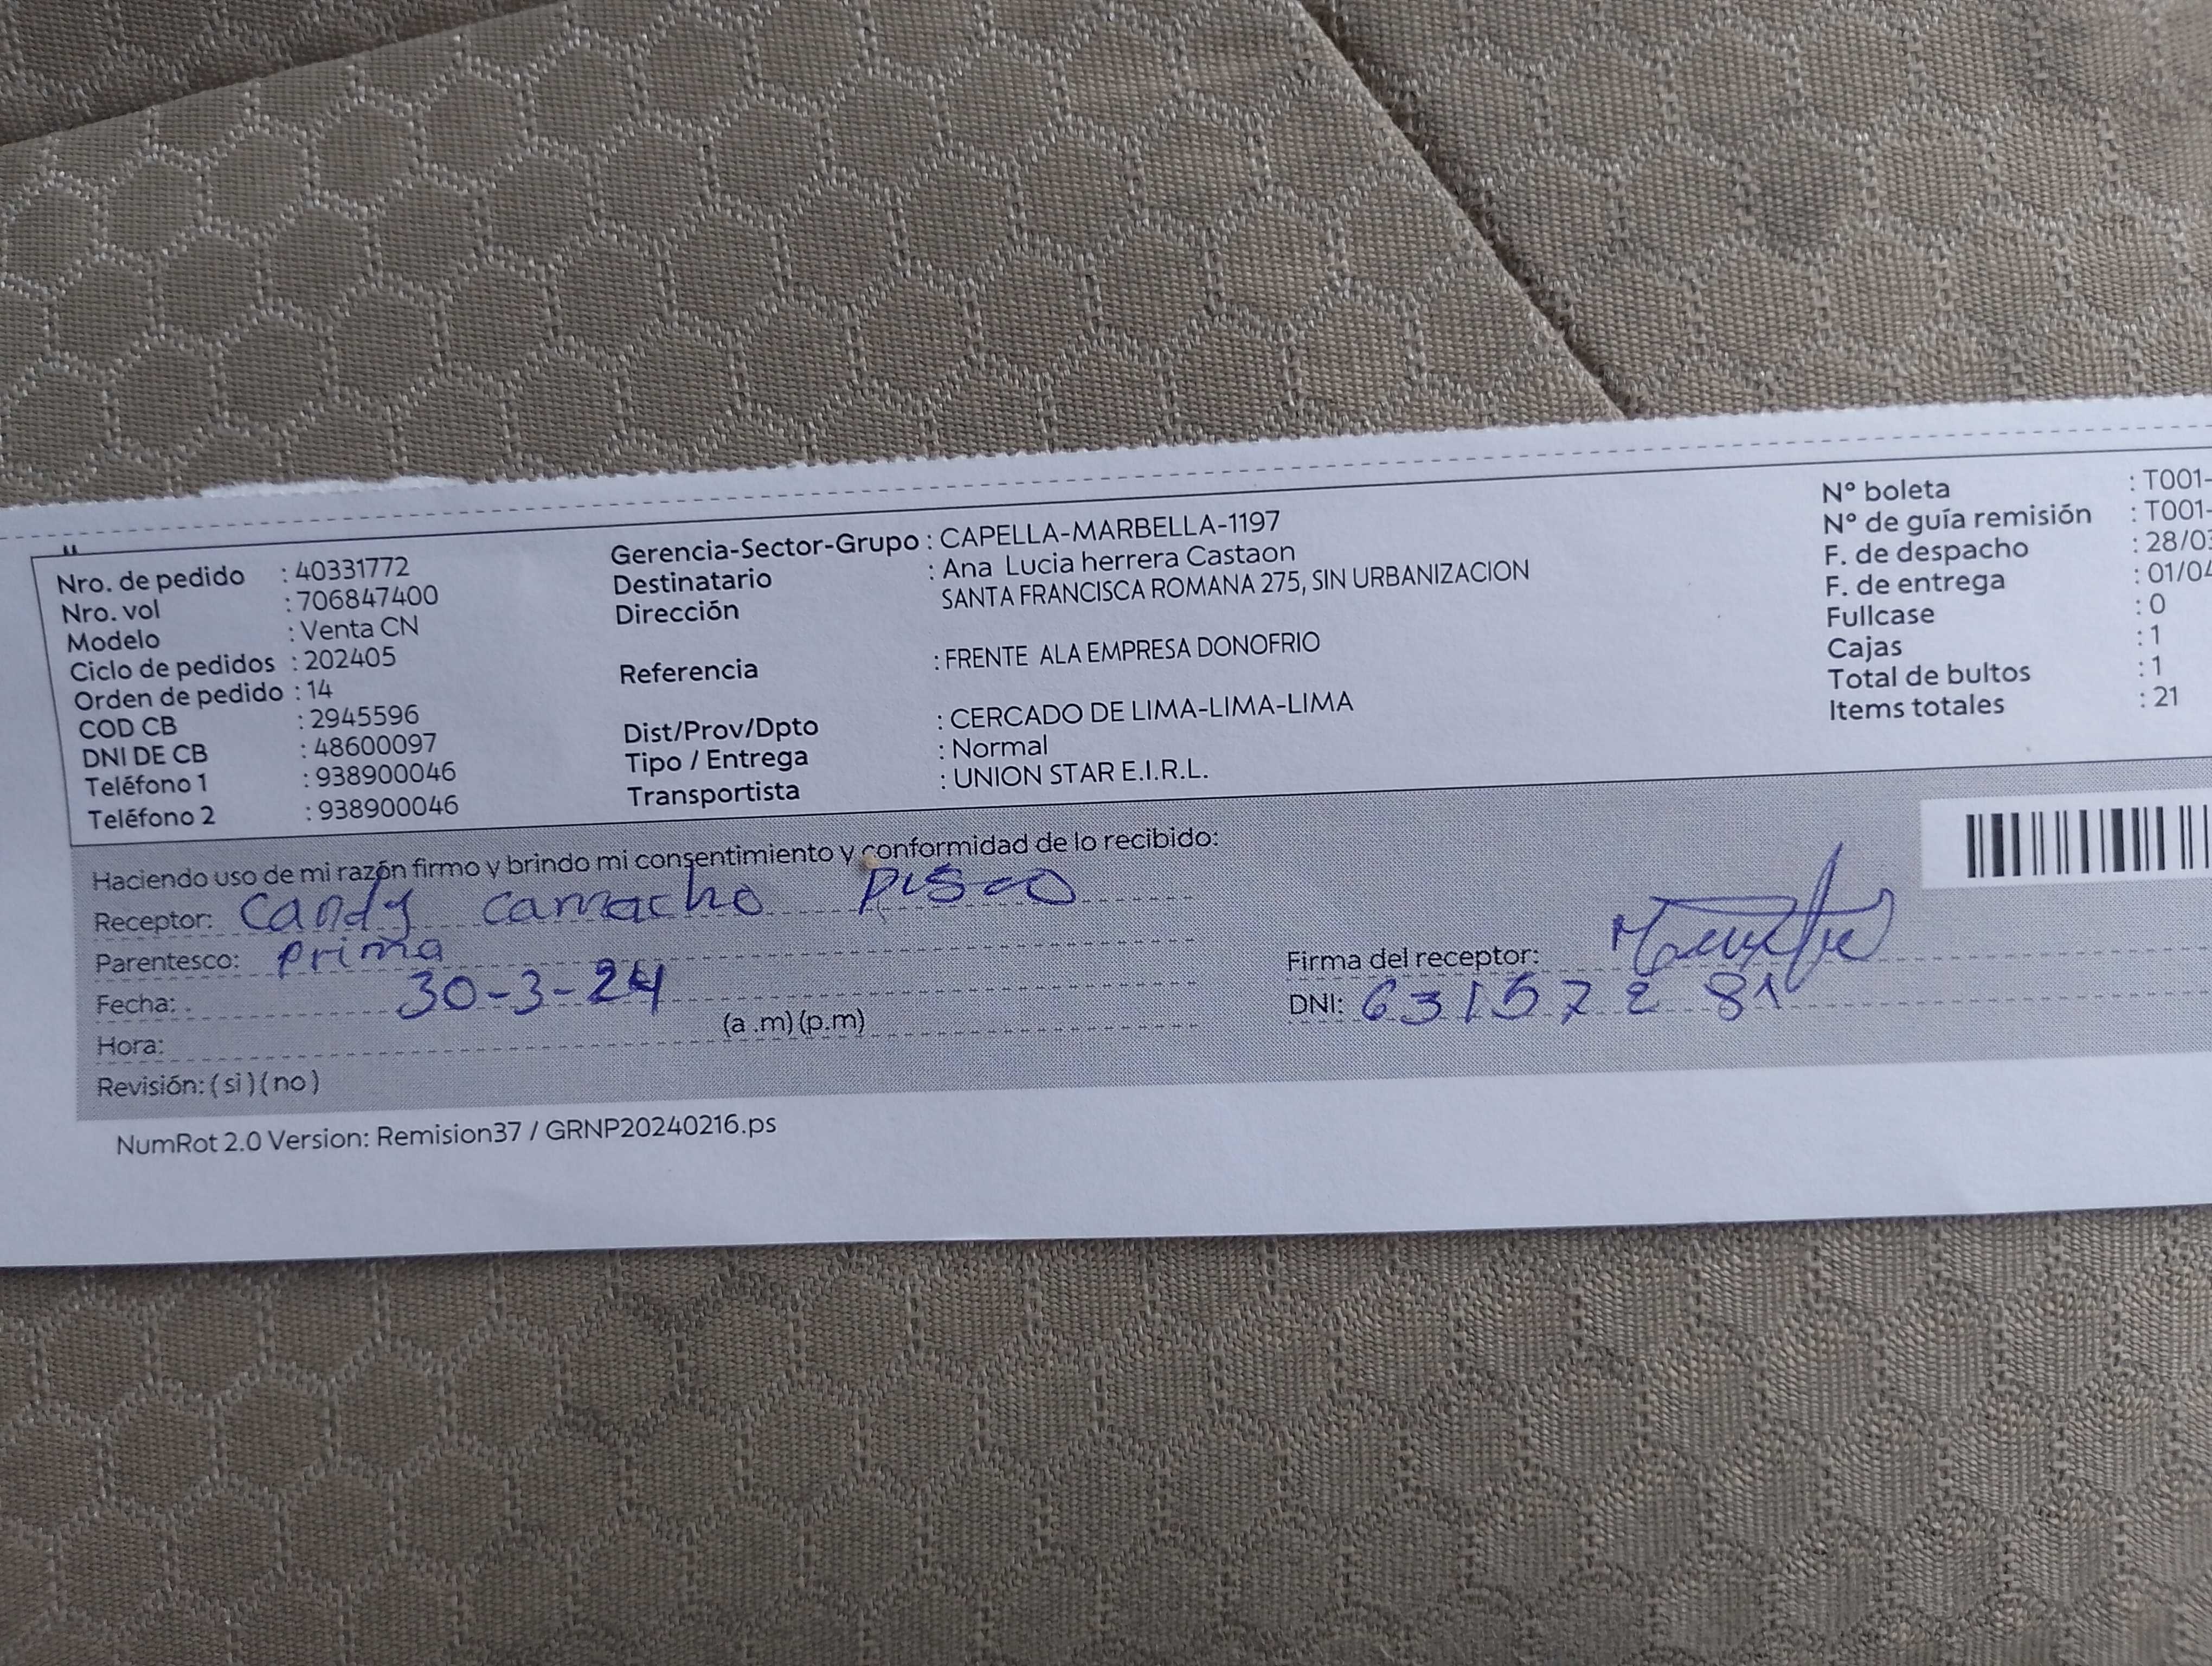 Nro. de pedido : 40331772
Nro. vol : 706847400
Modelo : Venta CN
Ciclo de pedidos : 202405
Orden de pedido : 14
COD CB : 2945596
DNI DE CB : 48600097
Teléfono 1 : 938900046
Teléfono 2 : 938900046
Gerencia-Sector-Grupo : CAPELLA-MARBELLA-1197
Destinatario : Ana Lucia herrera Castaon
Dirección SANTA FRANCISCA ROMANA 275, SIN URBANIZACION
Referencia : FRENTE ALA EMPRESA DONOFRIO
Dist/Prov/Dpto : CERCADO DE LIMA-LIMA-LIMA
Tipo / Entrega : Normal
Transportista : UNION STAR E.I.R.L.
N° boleta : T001-
N° de guía remisión : T001-
F. de despacho : 28/03
F. de entrega : 01/04
Fullcase : 0
Cajas : 1
Total de bultos : 1
Items totales : 21
Haciendo uso de mi razón firmo y brindo mi consentimiento y conformidad de lo recibido:
Receptor: Candy camacho pisco
Parentesco: prima
Fecha: 30-3-24
Hora: (a .m) (p.m)
Revisión: ( si ) ( no )
Firma del receptor:
DNI: 63157281
NumRot 2.0 Version: Remision37 / GRNP20240216.ps